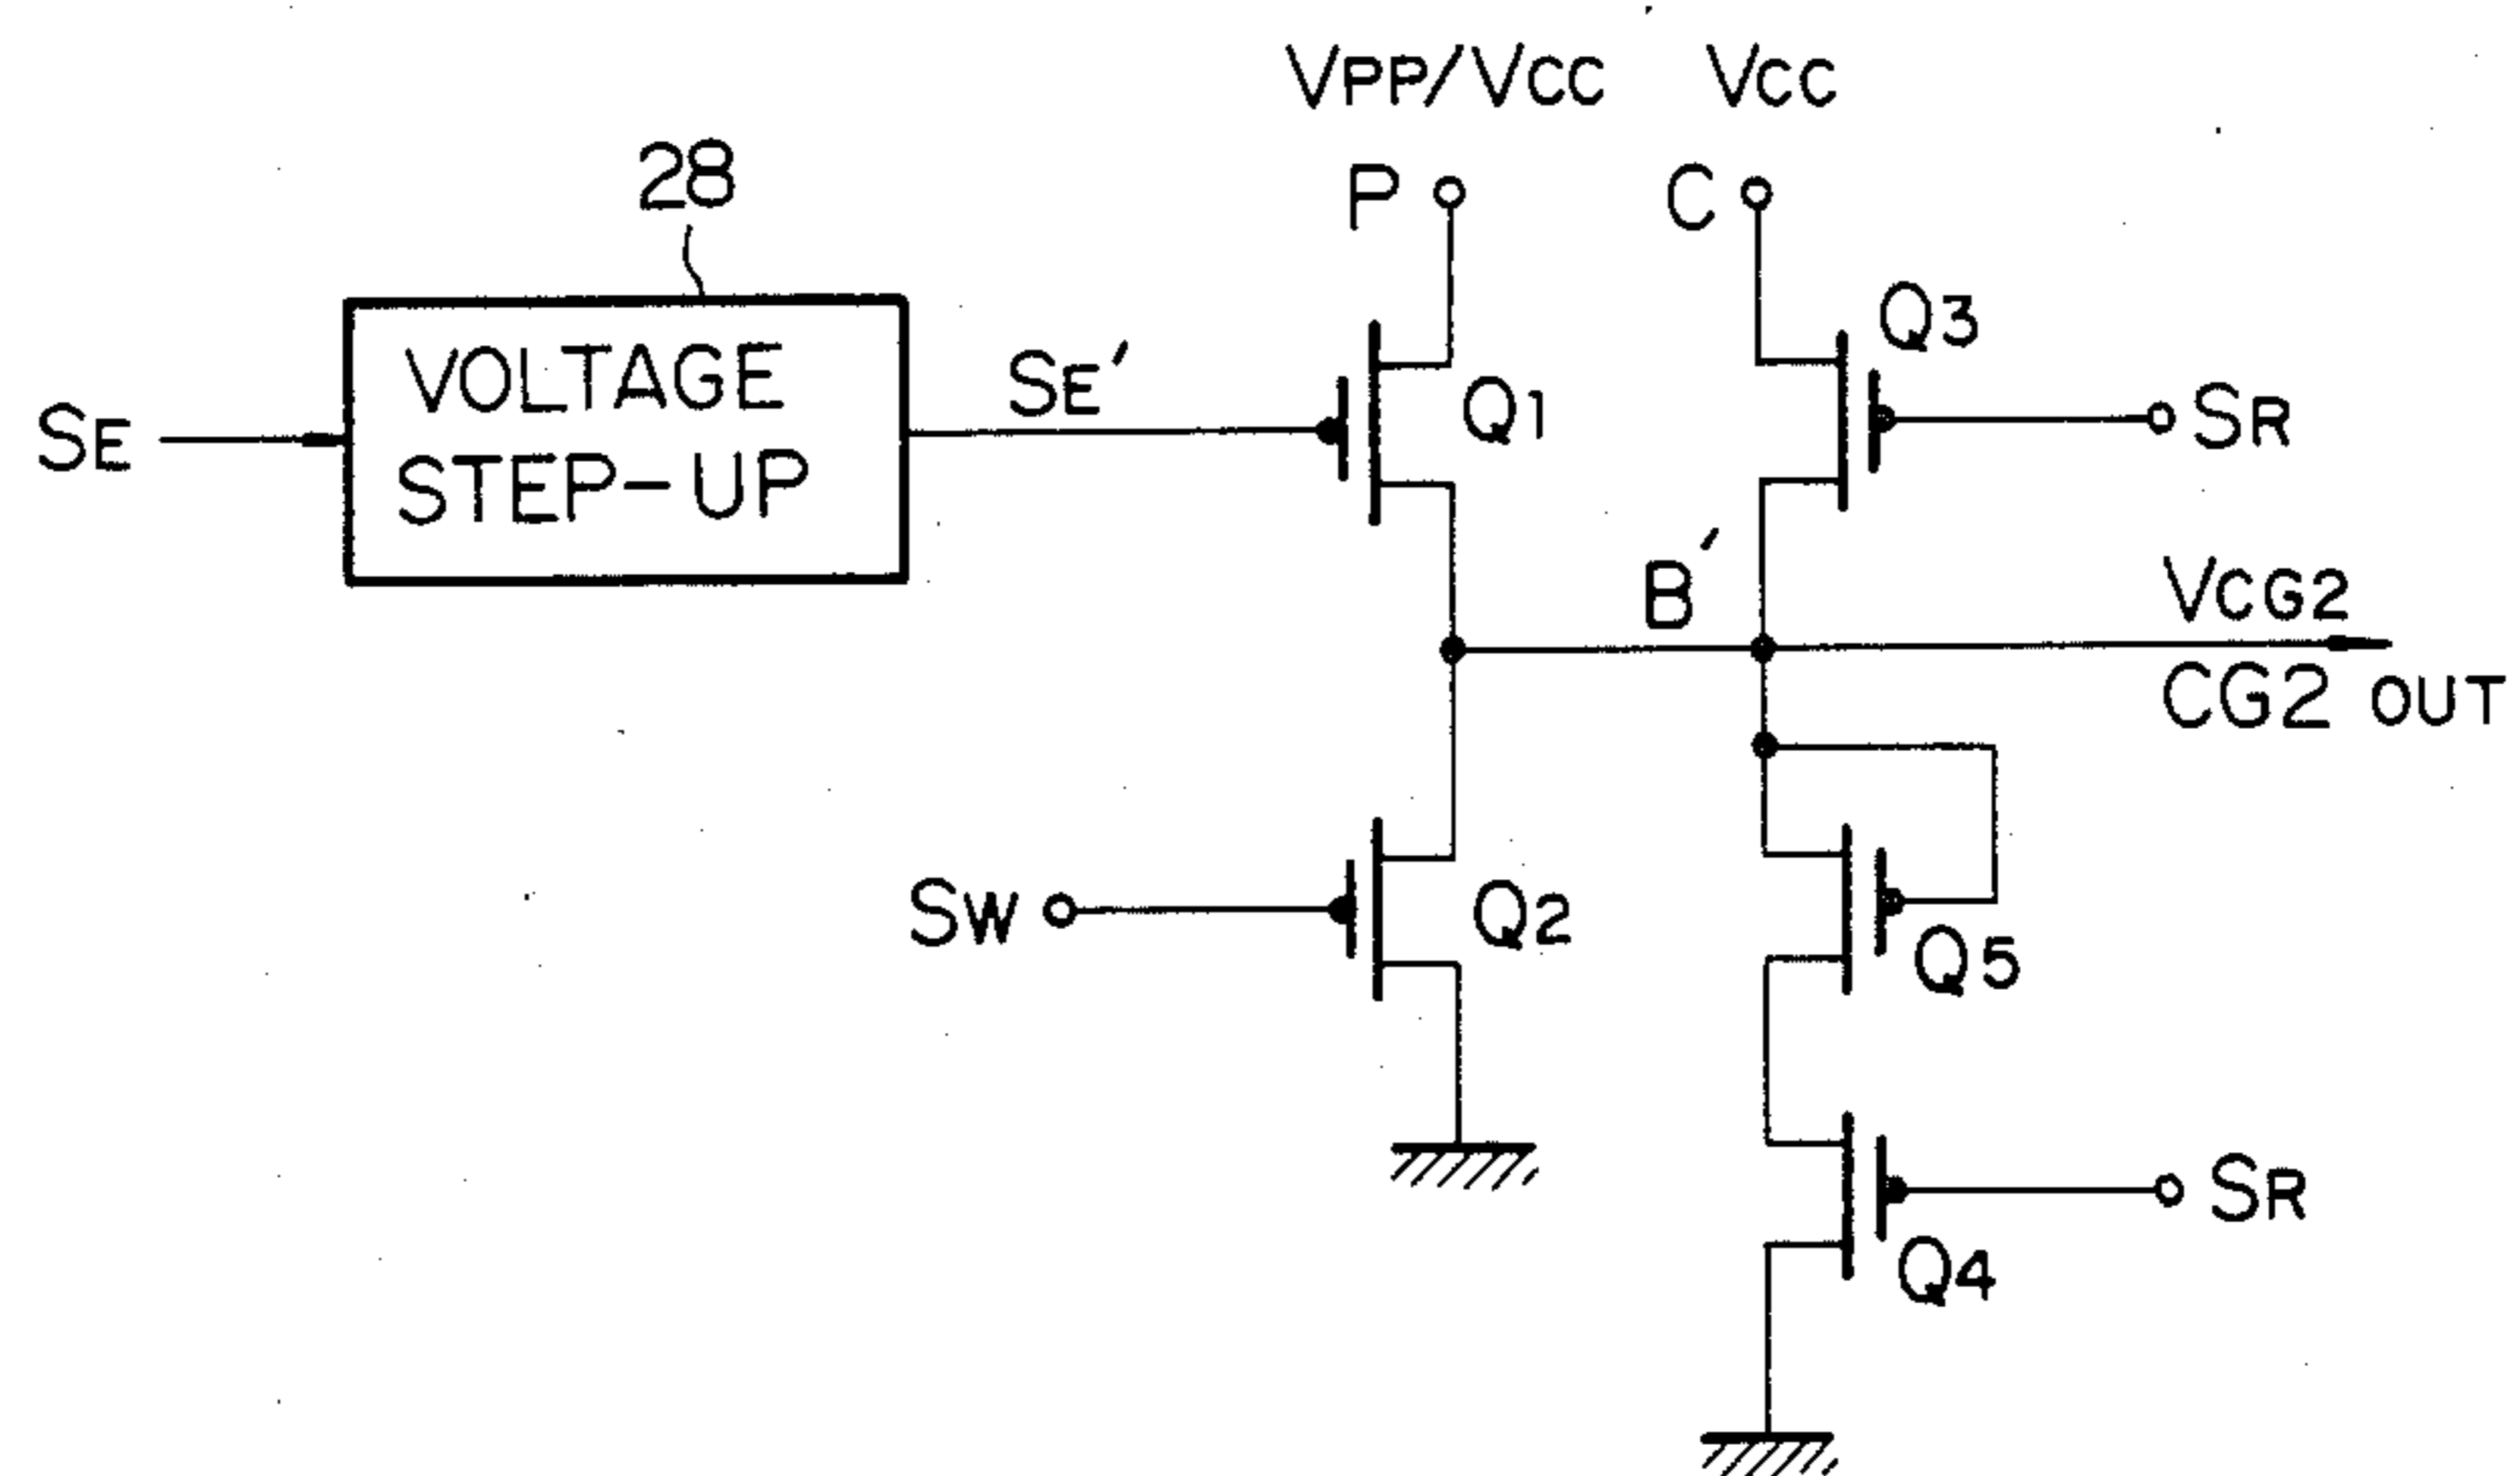 VPP/VCC VCC
28
P C
Q3
VOLTAGE
STEP-UP
SE
SE'
Q1
SR
B'
VCG2
CG2 OUT
SW
Q2
Q5
SR
Q4